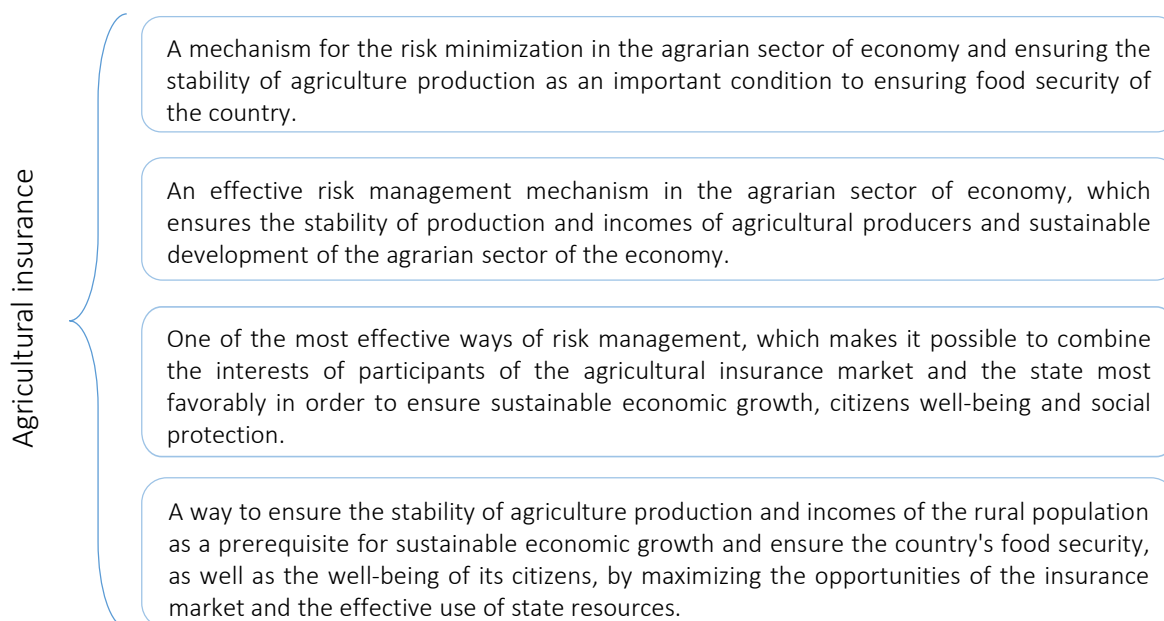 Agricultural insurance
A mechanism for the risk minimization in the agrarian sector of economy and ensuring the
stability of agriculture production as an important condition to ensuring food security of
the country.
An effective risk management mechanism in the agrarian sector of economy, which
ensures the stability of production and incomes of agricultural producers and sustainable
development of the agrarian sector of the economy.
One of the most effective ways of risk management, which makes it possible to combine
the interests of participants of the agricultural insurance market and the state most
favorably in order to ensure sustainable economic growth, citizens well-being and social
protection.
A way to ensure the stability of agriculture production and incomes of the rural population
as a prerequisite for sustainable economic growth and ensure the country's food security,
as well as the well-being of its citizens, by maximizing the opportunities of the insurance
market and the effective use of state resources.